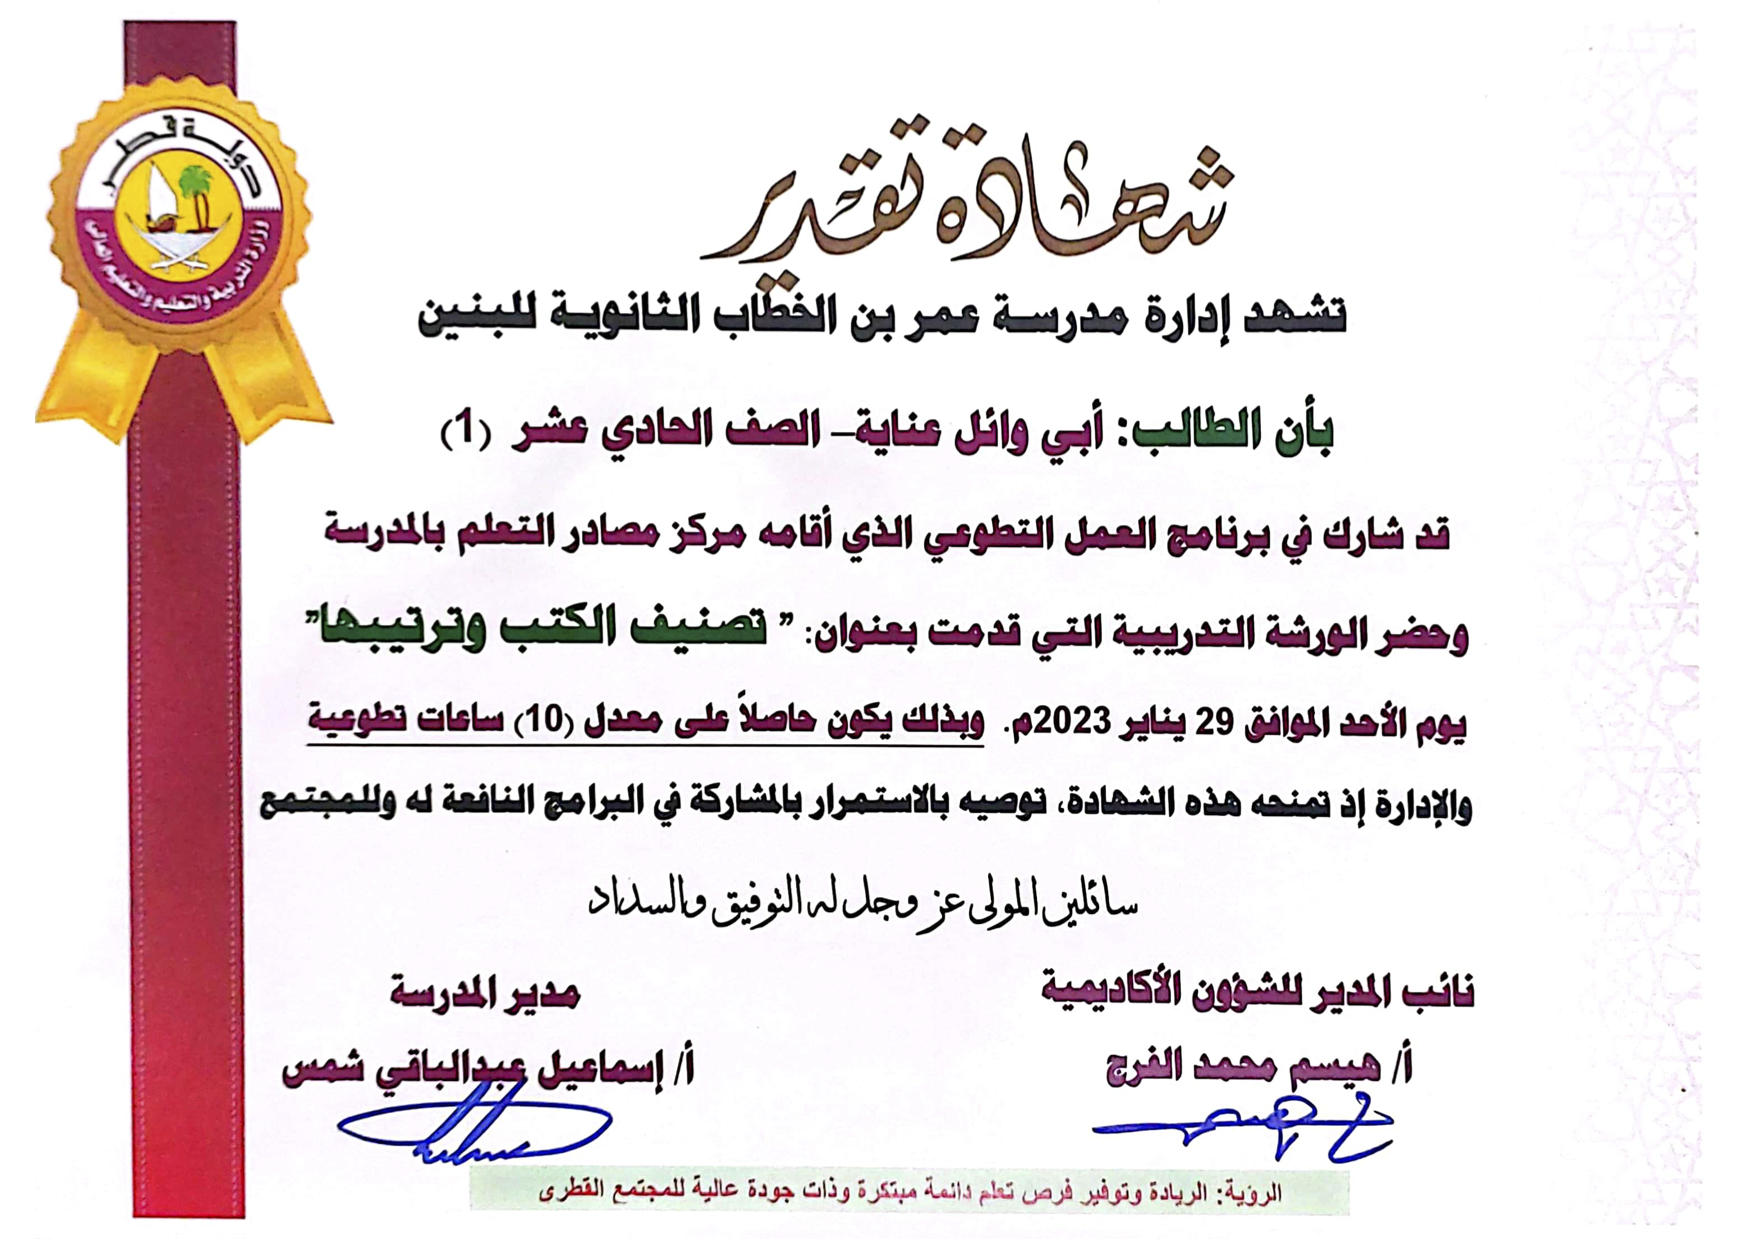 دولة قطر
وزارة التربية والتعليم والتعليم العالي
شهادة تقدير
تشهد إدارة مدرسة عمر بن الخطاب الثانوية للبنين
بأن الطالب: أبي وائل عناية– الصف الحادي عشر (1)
قد شارك في برنامج العمل التطوعي الذي أقامه مركز مصادر التعلم بالمدرسة
وحضر الورشة التدريبية التي قدمت بعنوان: " تصنيف الكتب وترتيبها"
يوم الأحد الموافق 29 يناير 2023م. وبذلك يكون حاصلاً على معدل (10) ساعات تطوعية
والإدارة إذ تمنحه هذه الشهادة، توصيه بالاستمرار بالمشاركة في البرامج النافعة له وللمجتمع
سائلين المولى عز وجل له التوفيق والسداد
نائب المدير للشؤون الأكاديمية
أ/ هيسم محمد الفرج
مدير المدرسة
أ/ إسماعيل عبدالباقي شمس
الرؤية: الريادة وتوفير فرص تعلم دائمة مبتكرة وذات جودة عالية للمجتمع القطرى